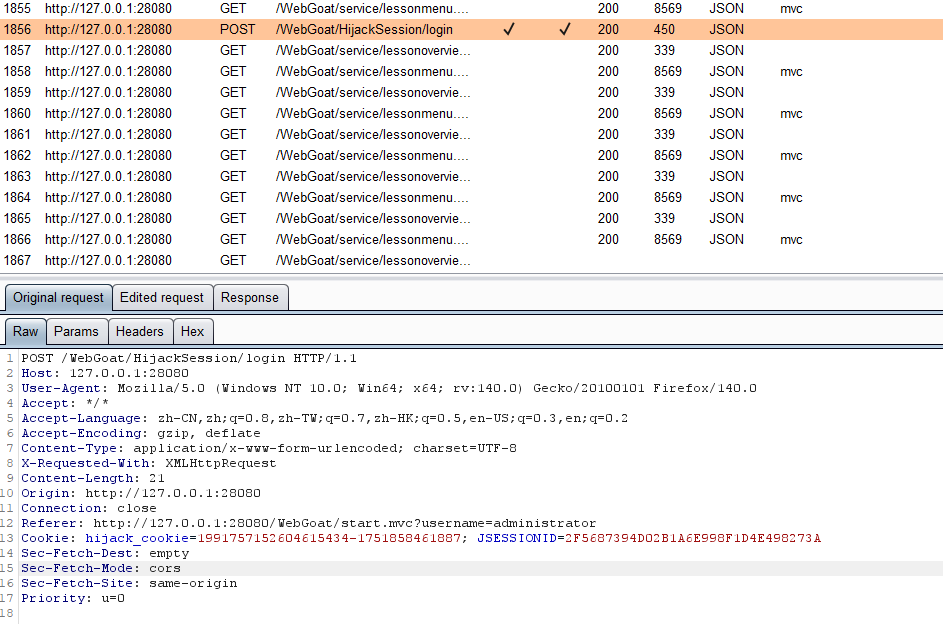 1855 http://127.0.0.1:28080 GET /WebGoat/service/lessonmenu.... 200 8569 JSON mvc
1856 http://127.0.0.1:28080 POST /WebGoat/HijackSession/login ✓ ✓ 200 450 JSON
1857 http://127.0.0.1:28080 GET /WebGoat/service/lessonovervie... 200 339 JSON
1858 http://127.0.0.1:28080 GET /WebGoat/service/lessonmenu.... 200 8569 JSON mvc
1859 http://127.0.0.1:28080 GET /WebGoat/service/lessonovervie... 200 339 JSON
1860 http://127.0.0.1:28080 GET /WebGoat/service/lessonmenu.... 200 8569 JSON mvc
1861 http://127.0.0.1:28080 GET /WebGoat/service/lessonovervie... 200 339 JSON
1862 http://127.0.0.1:28080 GET /WebGoat/service/lessonmenu.... 200 8569 JSON mvc
1863 http://127.0.0.1:28080 GET /WebGoat/service/lessonovervie... 200 339 JSON
1864 http://127.0.0.1:28080 GET /WebGoat/service/lessonmenu.... 200 8569 JSON mvc
1865 http://127.0.0.1:28080 GET /WebGoat/service/lessonovervie... 200 339 JSON
1866 http://127.0.0.1:28080 GET /WebGoat/service/lessonmenu.... 200 8569 JSON mvc
1867 http://127.0.0.1:28080 GET /WebGoat/service/lessonovervie...
Original request Edited request Response
Raw Params Headers Hex
1 POST /WebGoat/HijackSession/login HTTP/1.1
2 Host: 127.0.0.1:28080
3 User-Agent: Mozilla/5.0 (Windows NT 10.0; Win64; x64; rv:140.0) Gecko/20100101 Firefox/140.0
4 Accept: */*
5 Accept-Language: zh-CN,zh;q=0.8,zh-TW;q=0.7,zh-HK;q=0.5,en-US;q=0.3,en;q=0.2
6 Accept-Encoding: gzip, deflate
7 Content-Type: application/x-www-form-urlencoded; charset=UTF-8
8 X-Requested-With: XMLHttpRequest
9 Content-Length: 21
10 Origin: http://127.0.0.1:28080
11 Connection: close
12 Referer: http://127.0.0.1:28080/WebGoat/start.mvc?username=administrator
13 Cookie: hijack_cookie=1991757152604615434-1751858461887; JSESSIONID=2F5687394D02B1A6E998F1D4E498273A
14 Sec-Fetch-Dest: empty
15 Sec-Fetch-Mode: cors
16 Sec-Fetch-Site: same-origin
17 Priority: u=0
18